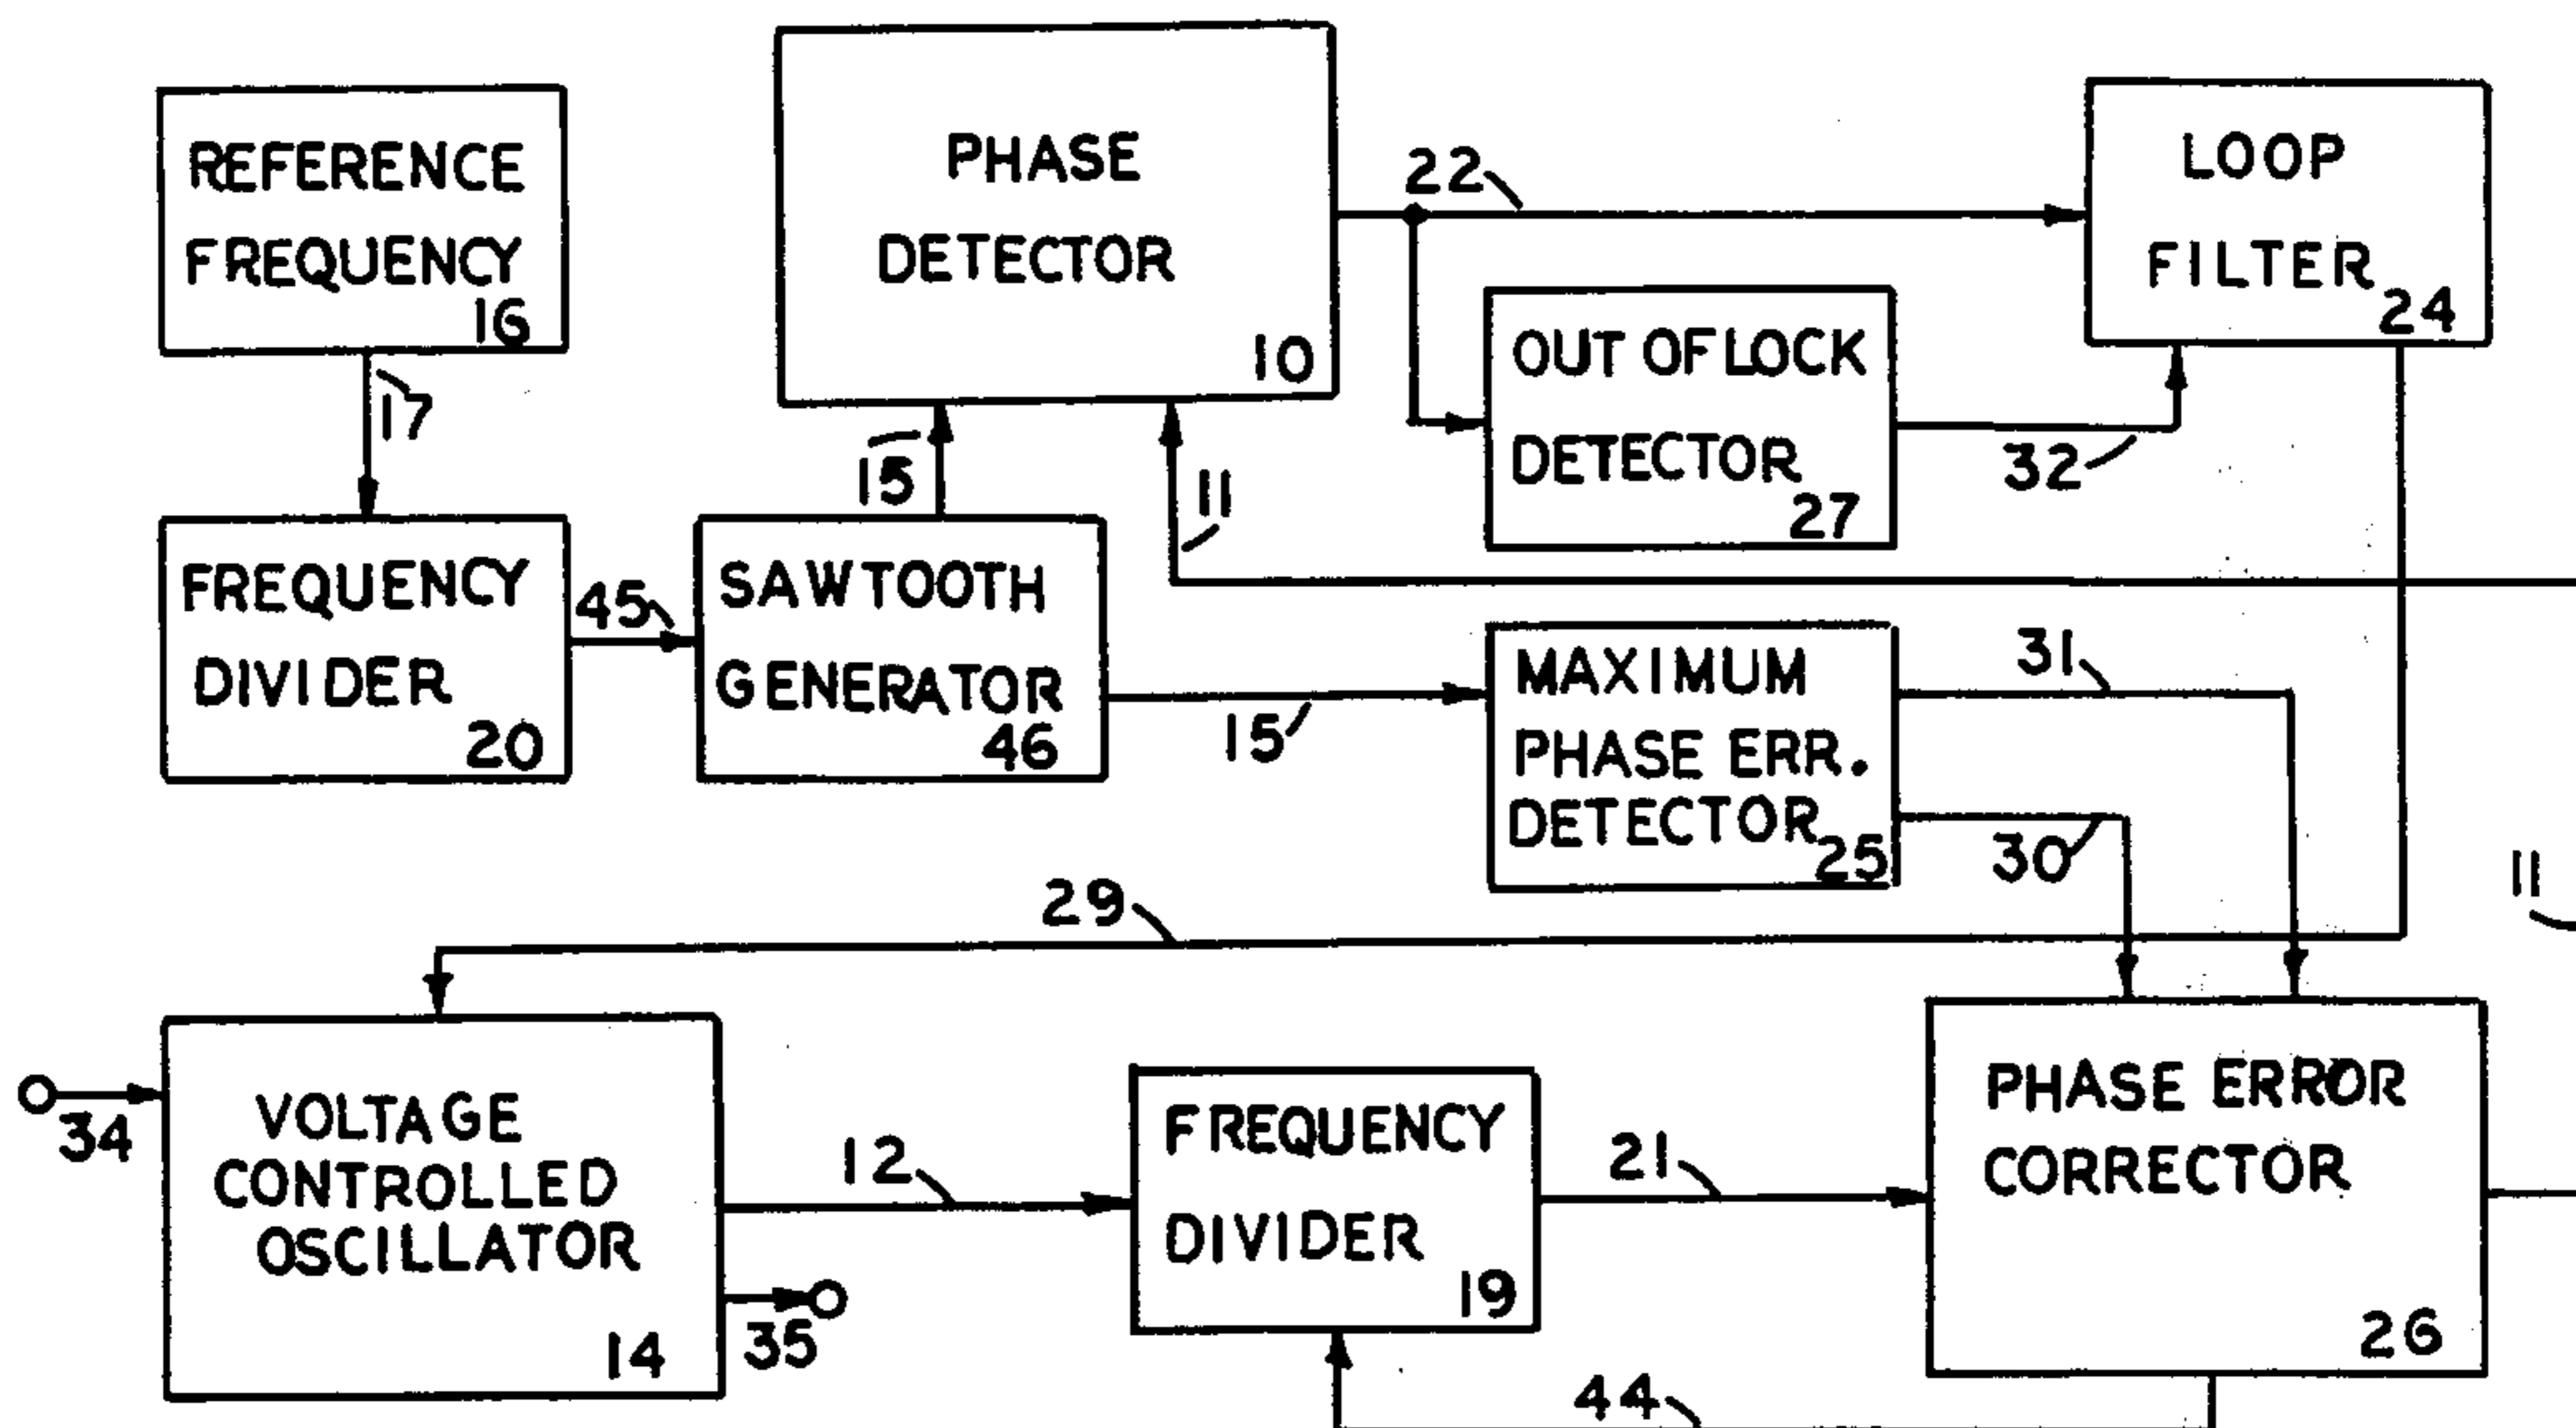 REFERENCE
FREQUENCY
16
17
PHASE
DETECTOR
10
22
LOOP
FILTER
24
OUT OF LOCK
DETECTOR
27
32
15
11
FREQUENCY
DIVIDER
20
45
SAWTOOTH
GENERATOR
46
15
MAXIMUM
PHASE ERR.
DETECTOR
25
31
30
11
29
34
VOLTAGE
CONTROLLED
OSCILLATOR
14
12
35
FREQUENCY
DIVIDER
19
21
PHASE ERROR
CORRECTOR
26
44